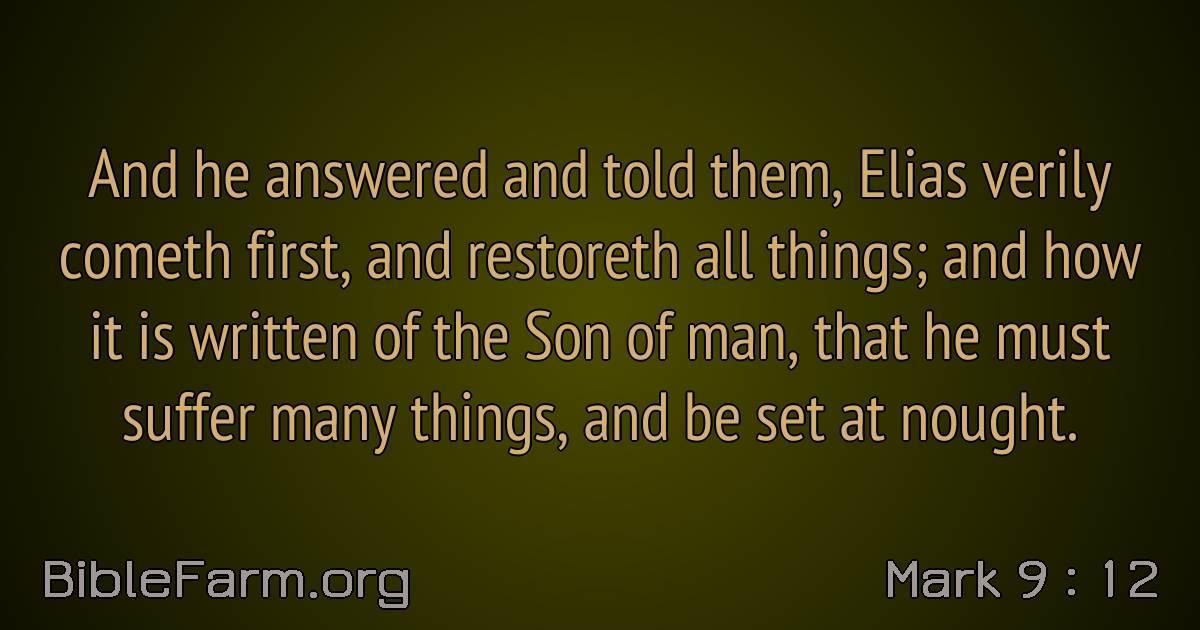 And he answered and told them, Elias verily
cometh first, and restoreth all things; and how
it is written of the Son of man, that he must
suffer many things, and be set at nought.
BibleFarm.org
Mark 9 : 12